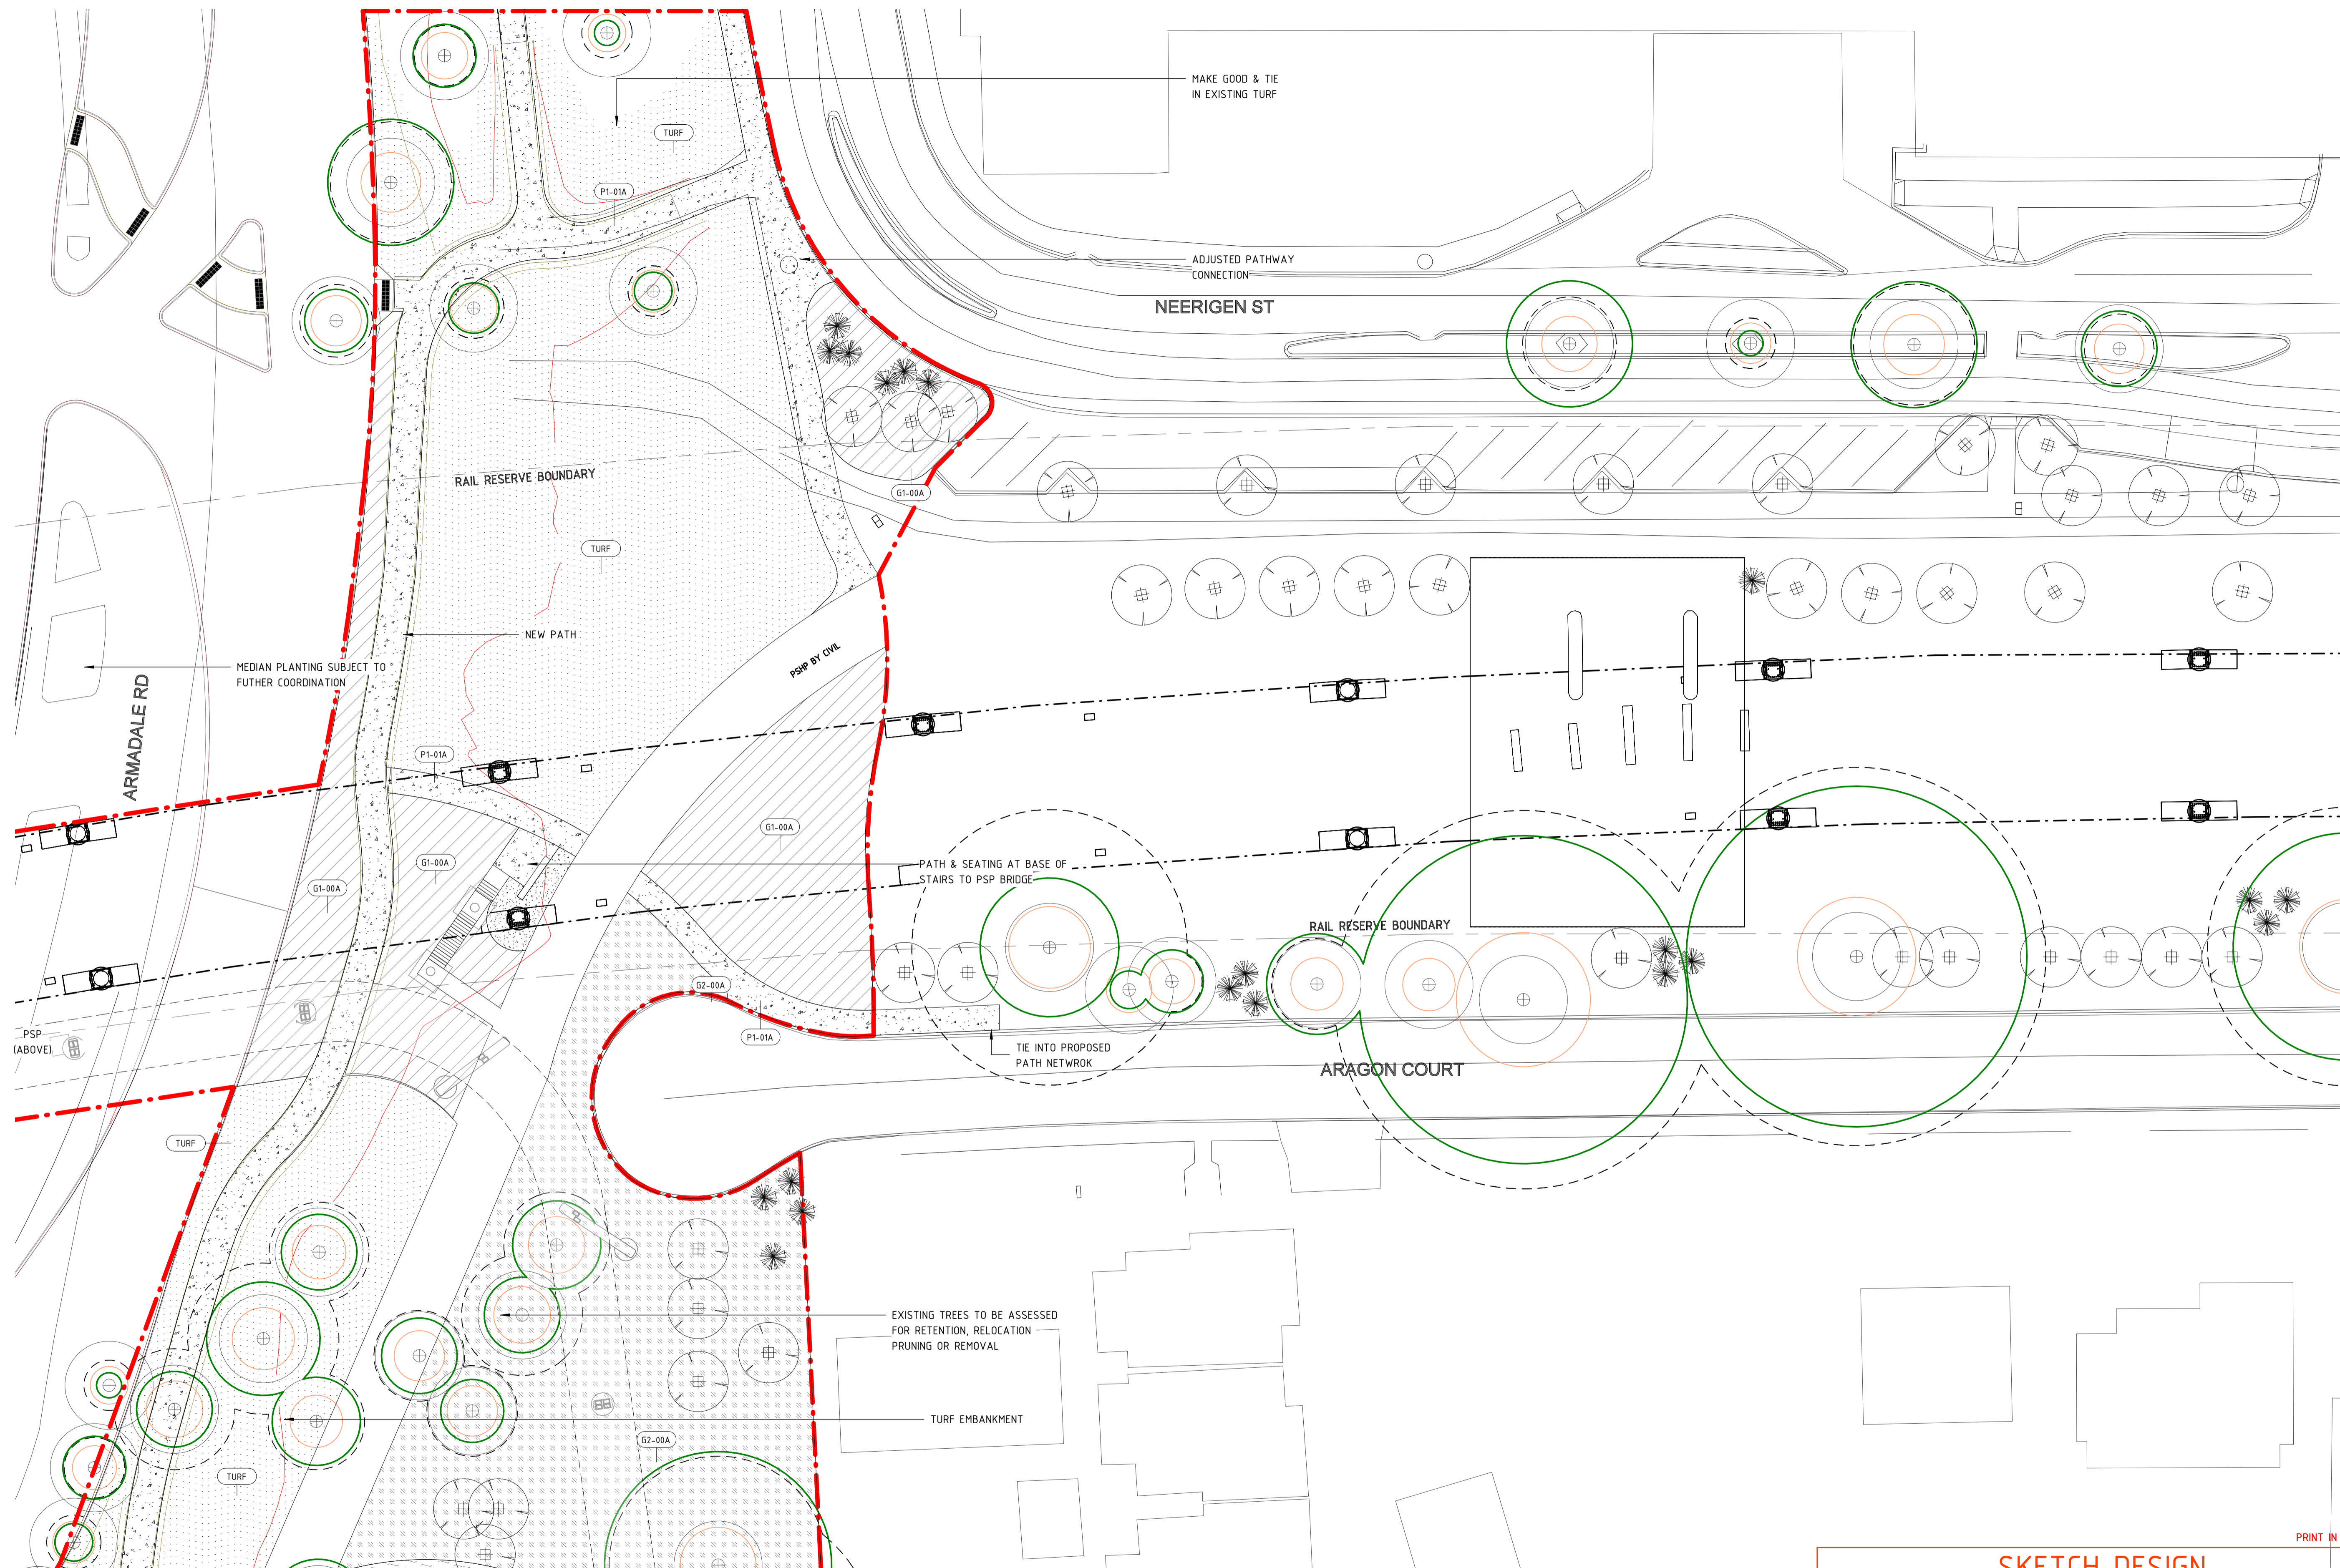 MAKE GOOD & TIE
IN EXISTING TURF
TURF
P1-01A
ADJUSTED PATHWAY
CONNECTION
NEERIGEN ST
RAIL RESERVE BOUNDARY
G1-00A
TURF
NEW PATH
PSHP BY CIVIL
MEDIAN PLANTING SUBJECT TO
FUTHER COORDINATION
ARMADALE RD
P1-01A
G1-00A
G1-00A
G1-00A
PATH & SEATING AT BASE OF
STAIRS TO PSP BRIDGE
RAIL RESERVE BOUNDARY
G2-00A
PSP
(ABOVE)
P1-01A
TIE INTO PROPOSED
PATH NETWROK
ARAGON COURT
TURF
EXISTING TREES TO BE ASSESSED
FOR RETENTION, RELOCATION
PRUNING OR REMOVAL
TURF EMBANKMENT
G2-00A
TURF
PRINT IN
SKETCH DESIGN